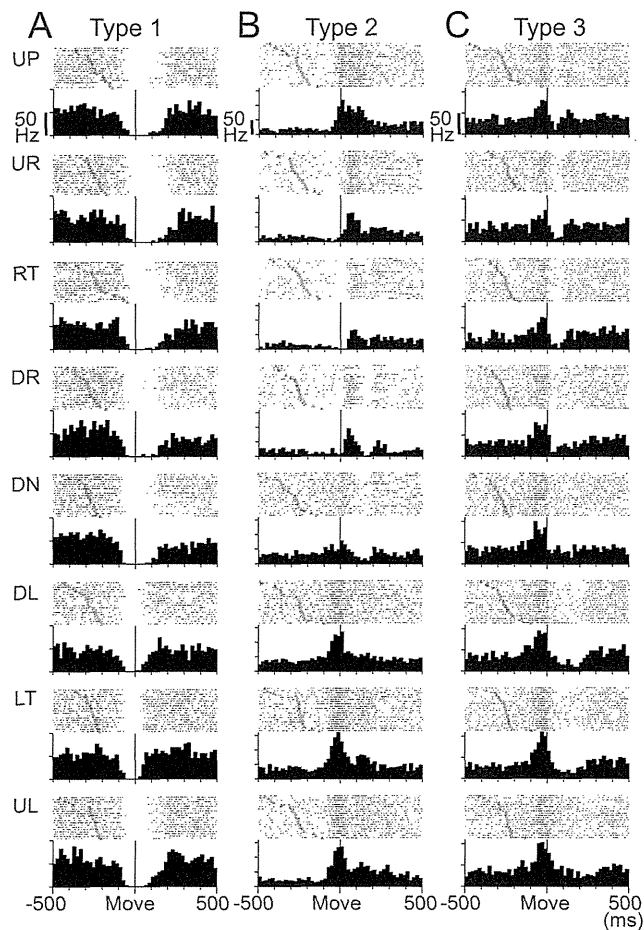 A Type 1 B Type 2 C Type 3
UP
50 Hz 50 Hz 50 Hz
UR
RT
DR
DN
DL
LT
UL
-500 Move 500 -500 Move 500 -500 Move 500
(ms)